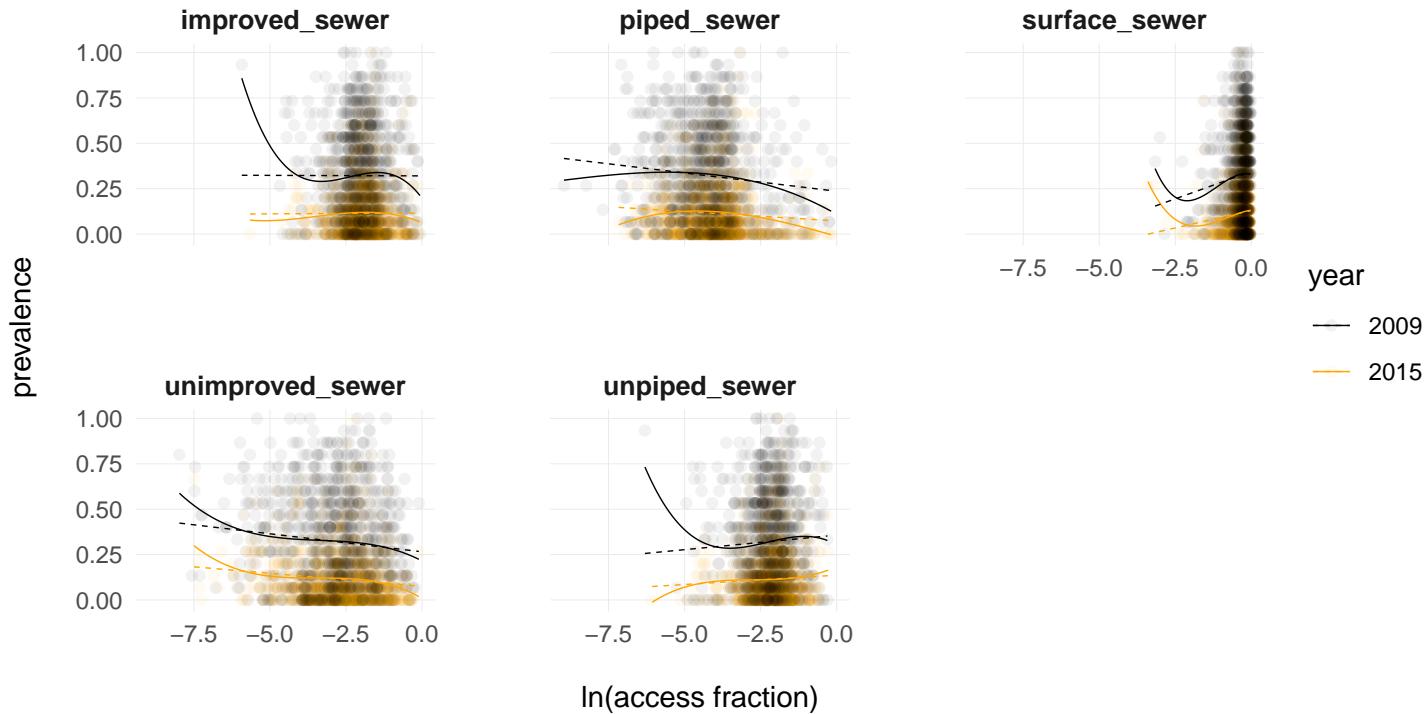 improved_sewer piped_sewer surface_sewer
1.00
0.75
0.50
0.25
0.00
−7.5 −5.0 −2.5 0.0
prevalence
year
2009
2015
unimproved_sewer unpiped_sewer
1.00
0.75
0.50
0.25
0.00
−7.5 −5.0 −2.5 0.0 −7.5 −5.0 −2.5 0.0
ln(access fraction)